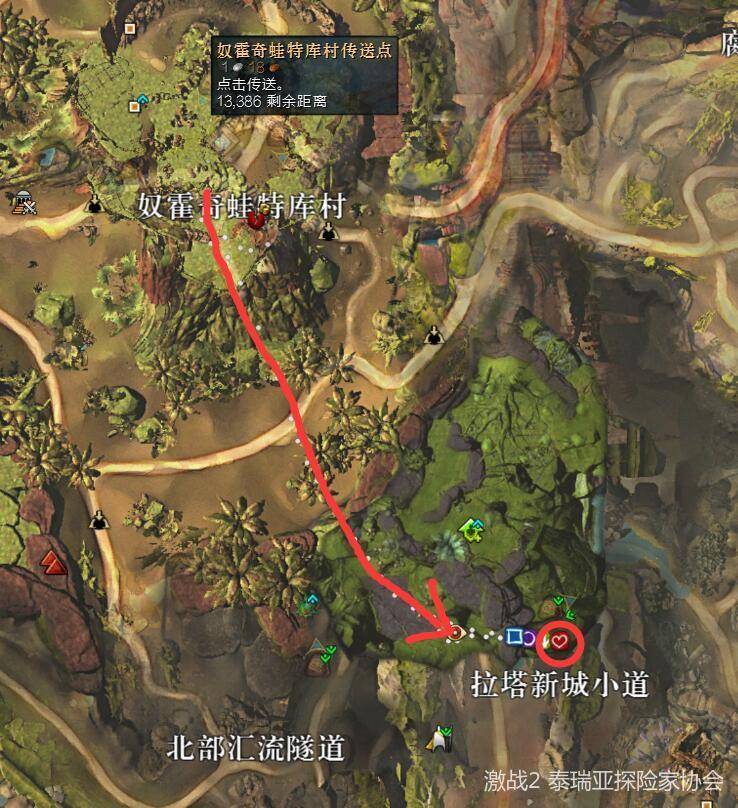 奴霍奇蛙特库村传送点
1 18
点击传送。
13,386 剩余距离
腐
奴霍奇蛙特库村
拉塔新城小道
北部汇流隧道
激战2 泰瑞亚探险家协会